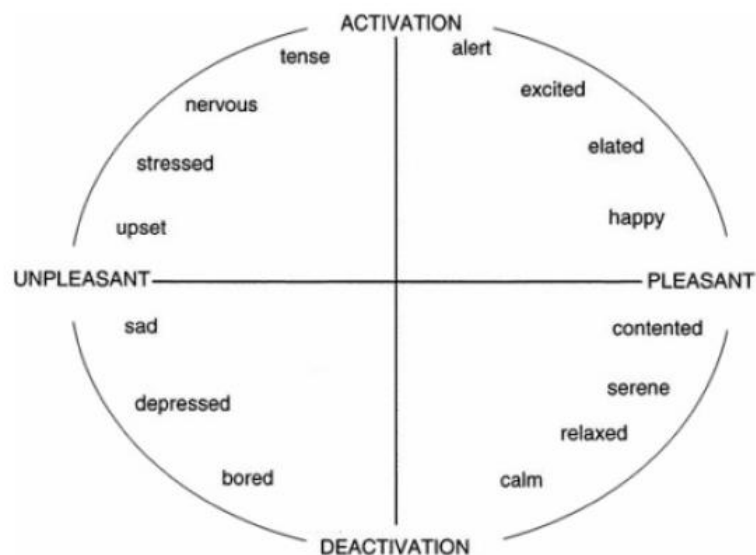 ACTIVATION
tense
alert
nervous
excited
stressed
elated
upset
happy
UNPLEASANT
PLEASANT
sad
contented
depressed
serene
relaxed
bored
calm
DEACTIVATION